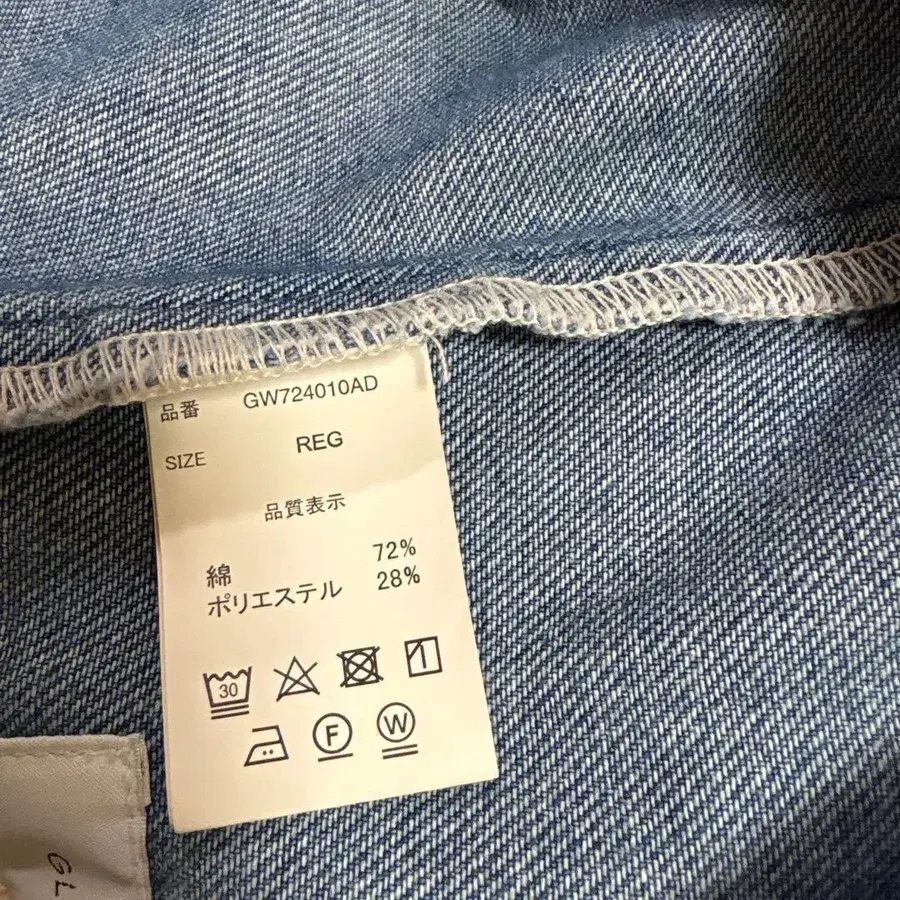 品番 GW724010AD
SIZE REG
品質表示
綿 72%
ポリエステル 28%
30
F W
GL